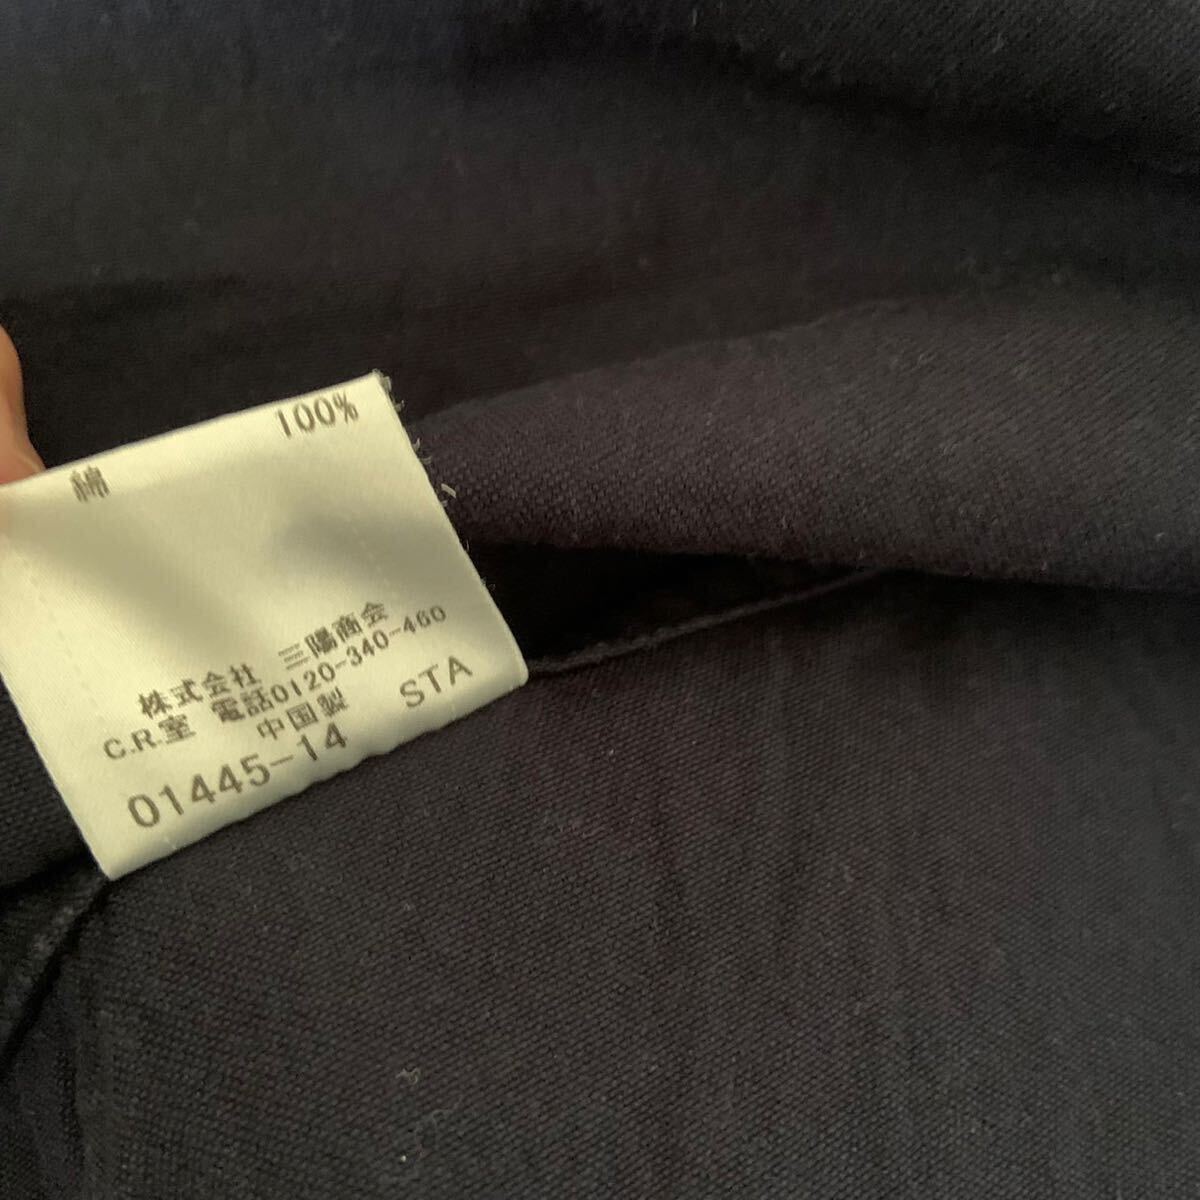 綿 100%
株式会社 三陽商会
C.R.室 電話0120-340-460
中国製 STA
01445-14